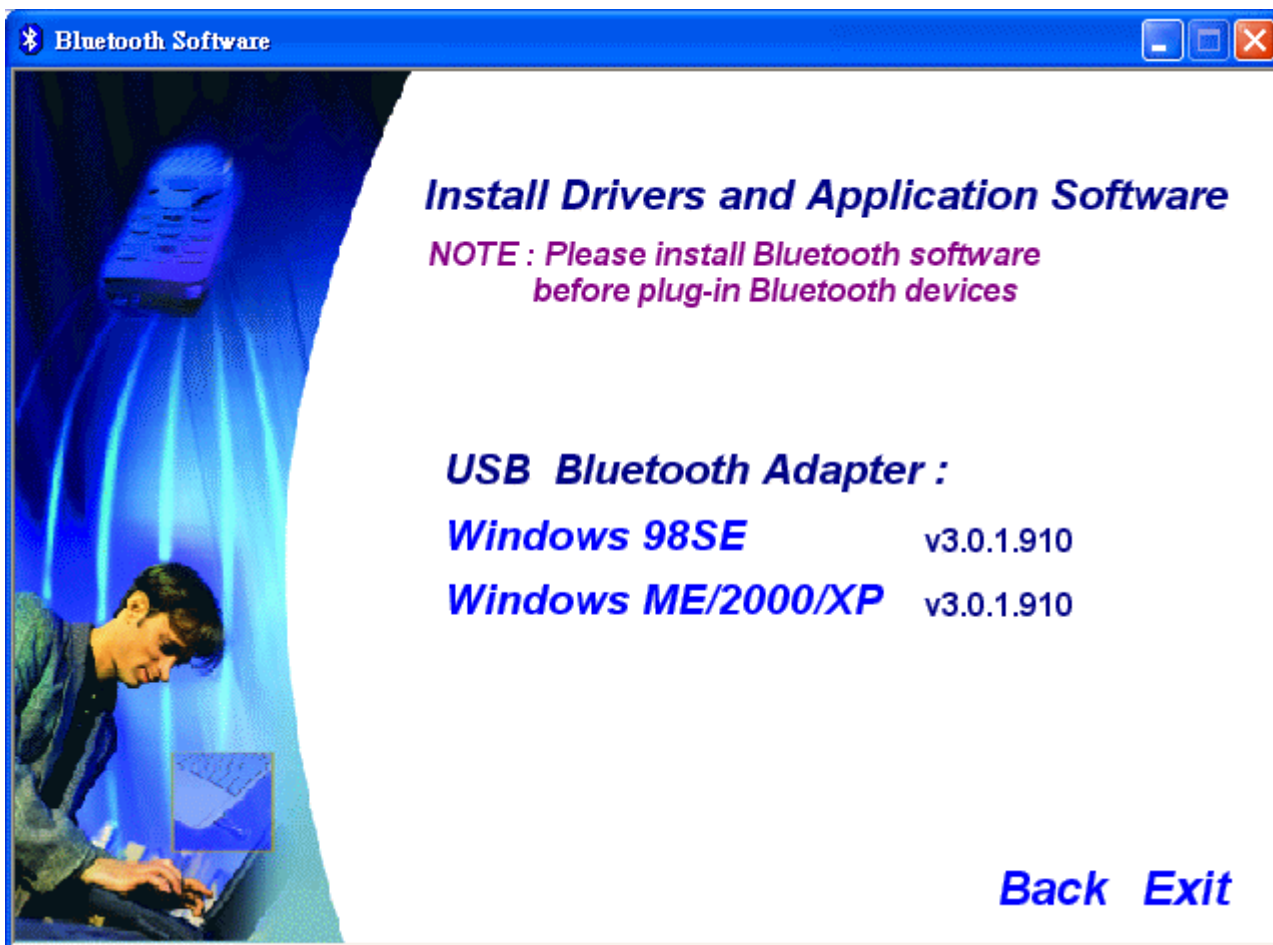 Bluetooth Software
Install Drivers and Application Software
NOTE : Please install Bluetooth software
before plug-in Bluetooth devices
USB Bluetooth Adapter :
Windows 98SE v3.0.1.910
Windows ME/2000/XP v3.0.1.910
Back Exit